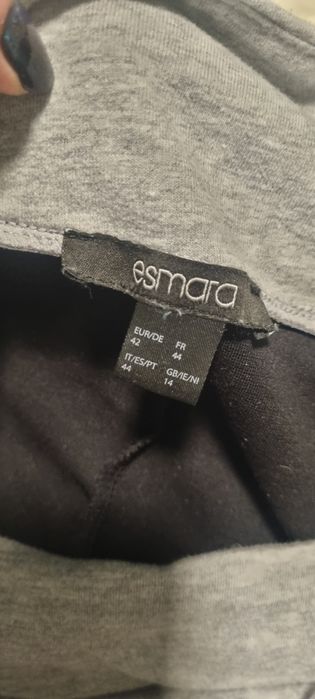 esmara
EUR/DE FR
42 44
IT/ES/PT GB/IE/NI
44 14